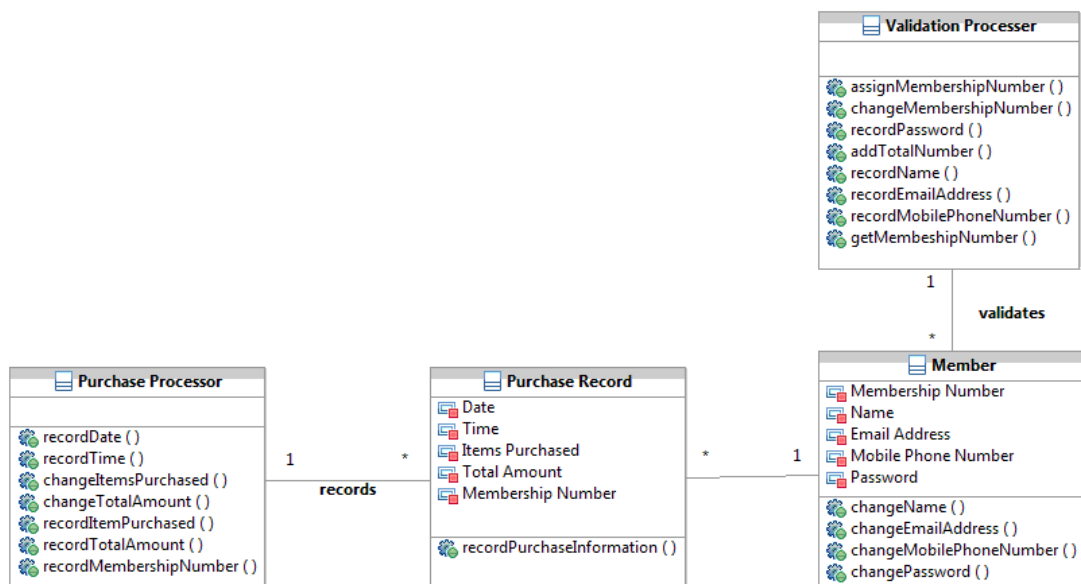 Validation Processer
assignMembershipNumber ( )
changeMembershipNumber ( )
recordPassword ( )
addTotalNumber ( )
recordName ( )
recordEmailAddress ( )
recordMobilePhoneNumber ( )
getMembeshipNumber ( )
1
validates
*
Purchase Processor
recordDate ( )
recordTime ( )
changeItemsPurchased ( )
changeTotalAmount ( )
recordItemPurchased ( )
recordTotalAmount ( )
recordMembershipNumber ( )
1
*
records
Purchase Record
Date
Time
Items Purchased
Total Amount
Membership Number
recordPurchaseInformation ( )
*
1
Member
Membership Number
Name
Email Address
Mobile Phone Number
Password
changeName ( )
changeEmailAddress ( )
changeMobilePhoneNumber ( )
changePassword ( )